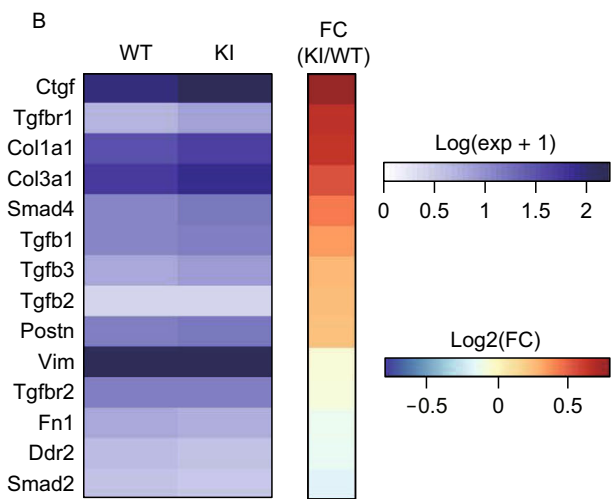 B
WT KI
FC
(KI/WT)
Ctgf
Tgfbr1
Col1a1
Col3a1
Smad4
Tgfb1
Tgfb3
Tgfb2
Postn
Vim
Tgfbr2
Fn1
Ddr2
Smad2
Log(exp + 1)
0 0.5 1 1.5 2
Log2(FC)
−0.5 0 0.5